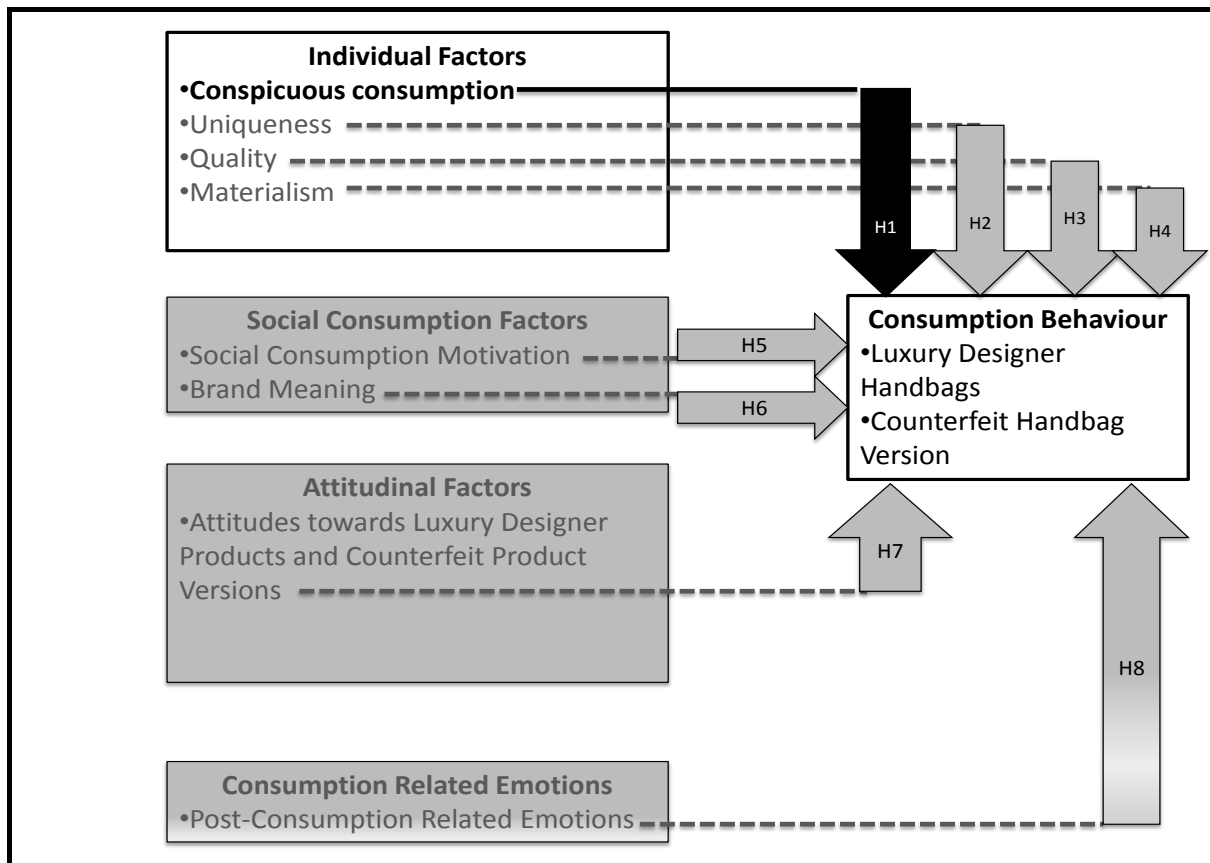 Individual Factors
•Conspicuous consumption
•Uniqueness
•Quality
•Materialism
H1
H2
H3
H4
Social Consumption Factors
•Social Consumption Motivation
•Brand Meaning
H5
H6
Consumption Behaviour
•Luxury Designer
Handbags
•Counterfeit Handbag
Version
Attitudinal Factors
•Attitudes towards Luxury Designer
Products and Counterfeit Product
Versions
H7
H8
Consumption Related Emotions
•Post-Consumption Related Emotions